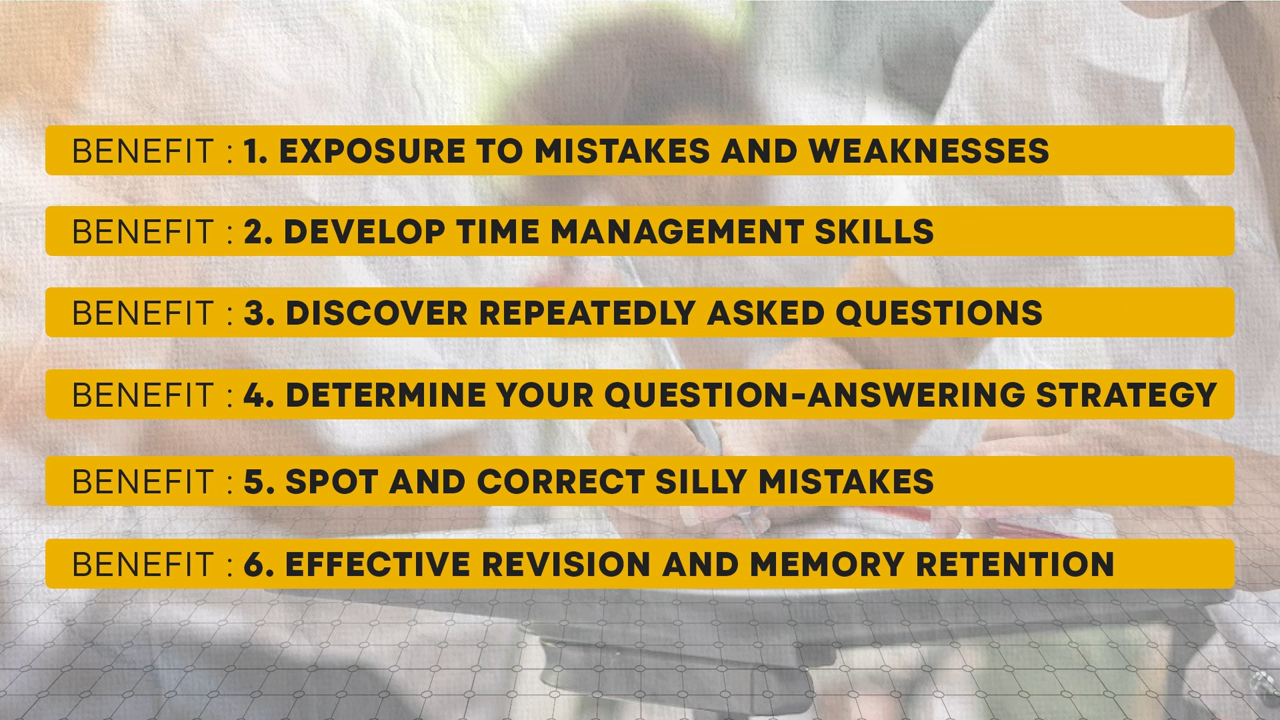 BENEFIT : 1. EXPOSURE TO MISTAKES AND WEAKNESSES
BENEFIT : 2. DEVELOP TIME MANAGEMENT SKILLS
BENEFIT : 3. DISCOVER REPEATEDLY ASKED QUESTIONS
BENEFIT : 4. DETERMINE YOUR QUESTION-ANSWERING STRATEGY
BENEFIT : 5. SPOT AND CORRECT SILLY MISTAKES
BENEFIT : 6. EFFECTIVE REVISION AND MEMORY RETENTION